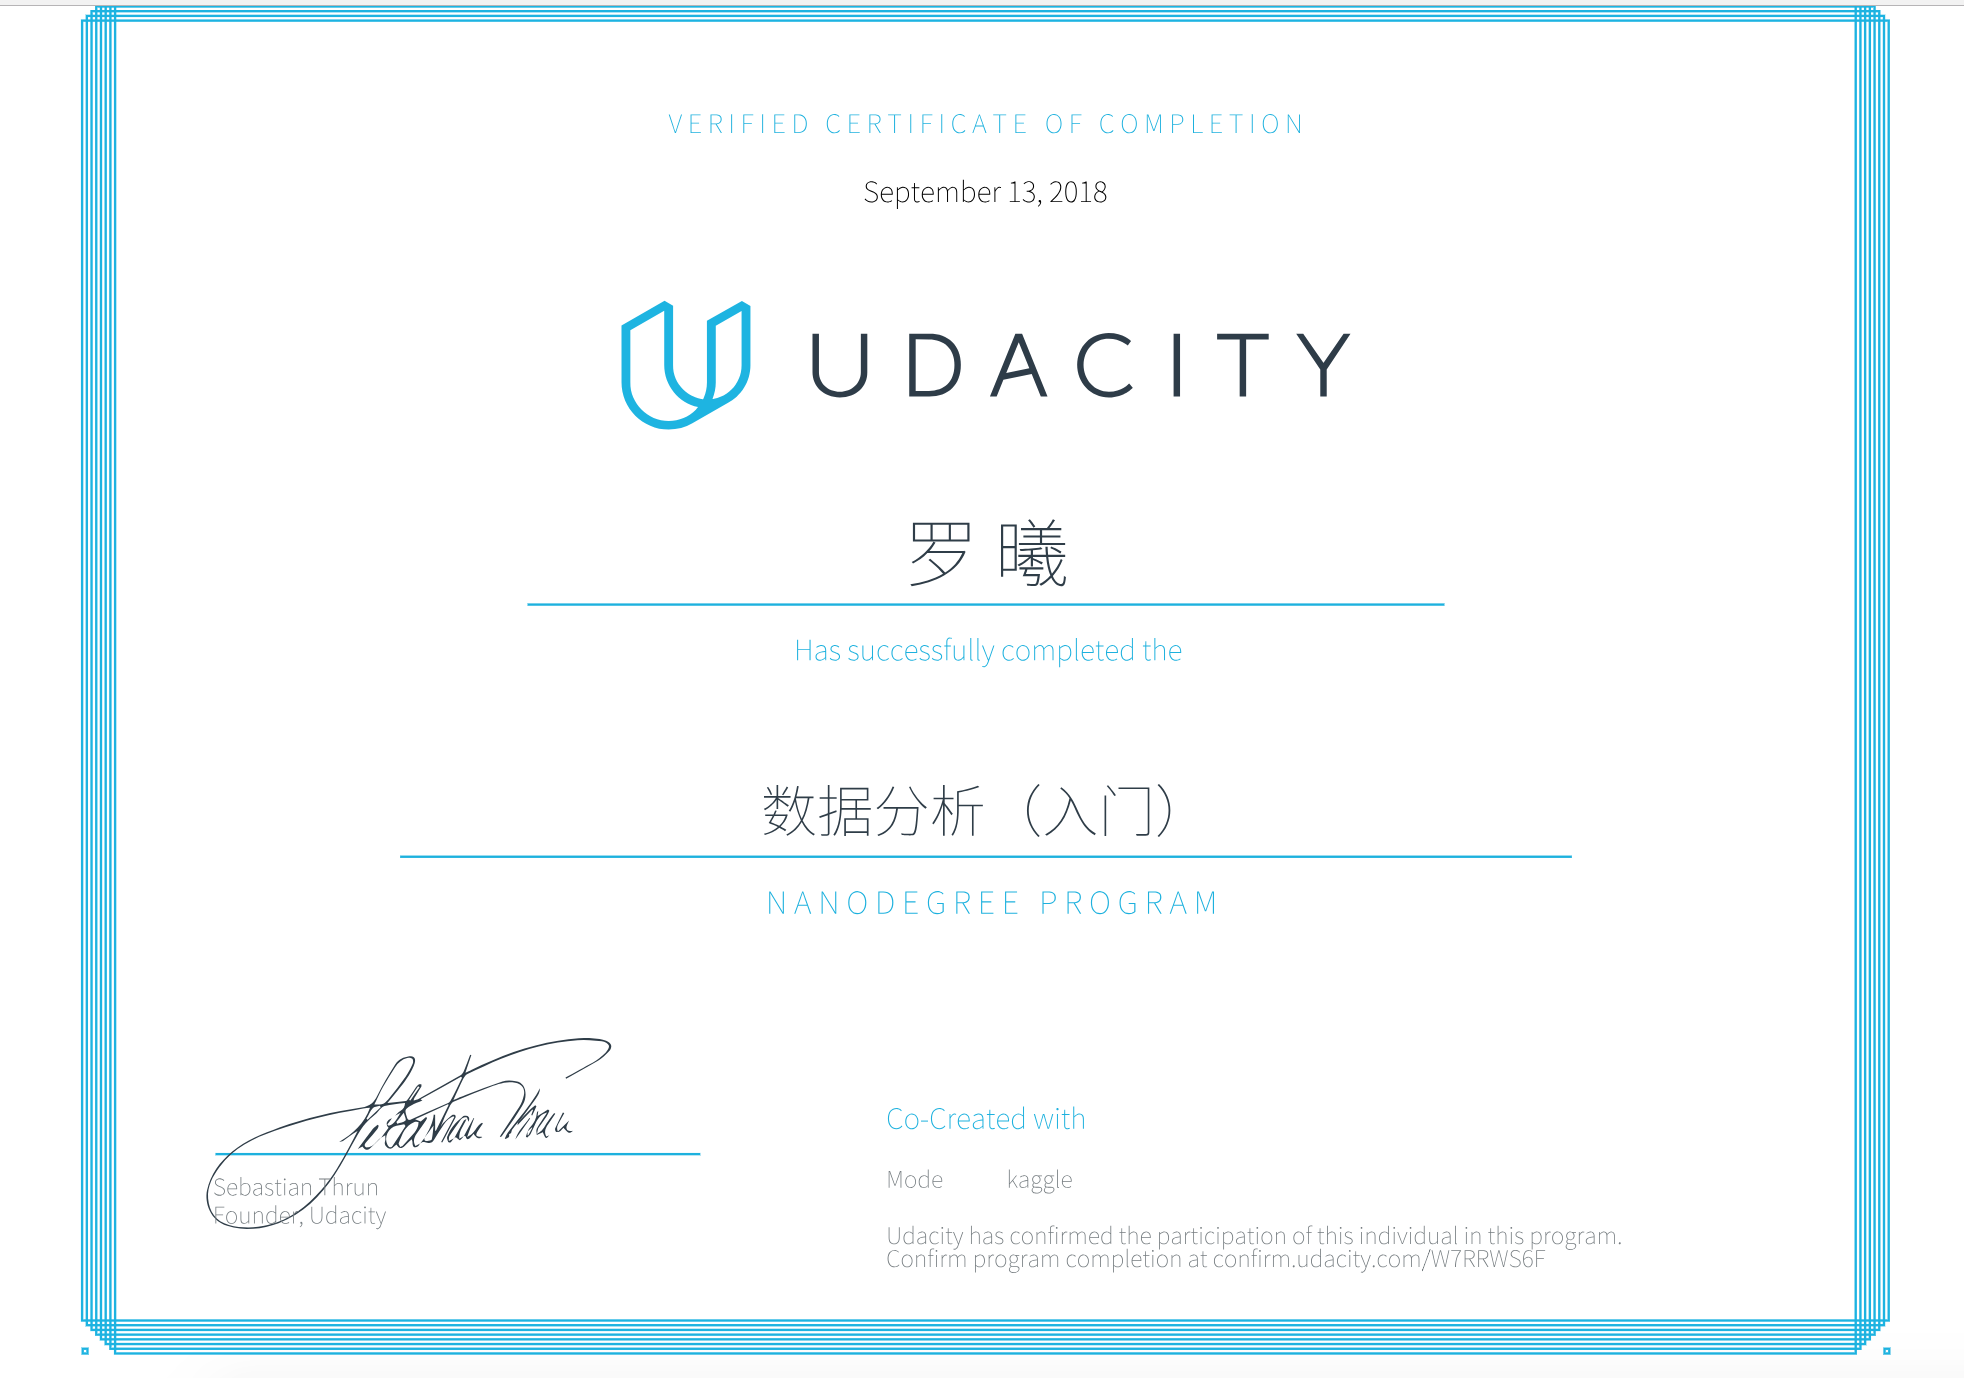 VERIFIED CERTIFICATE OF COMPLETION
September 13, 2018
UDACITY
罗 曦
Has successfully completed the
数据分析（入门）
NANODEGREE PROGRAM
Sebastian Thrun
Sebastian Thrun
Founder, Udacity
Co-Created with
Mode kaggle
Udacity has confirmed the participation of this individual in this program.
Confirm program completion at confirm.udacity.com/W7RRWS6F